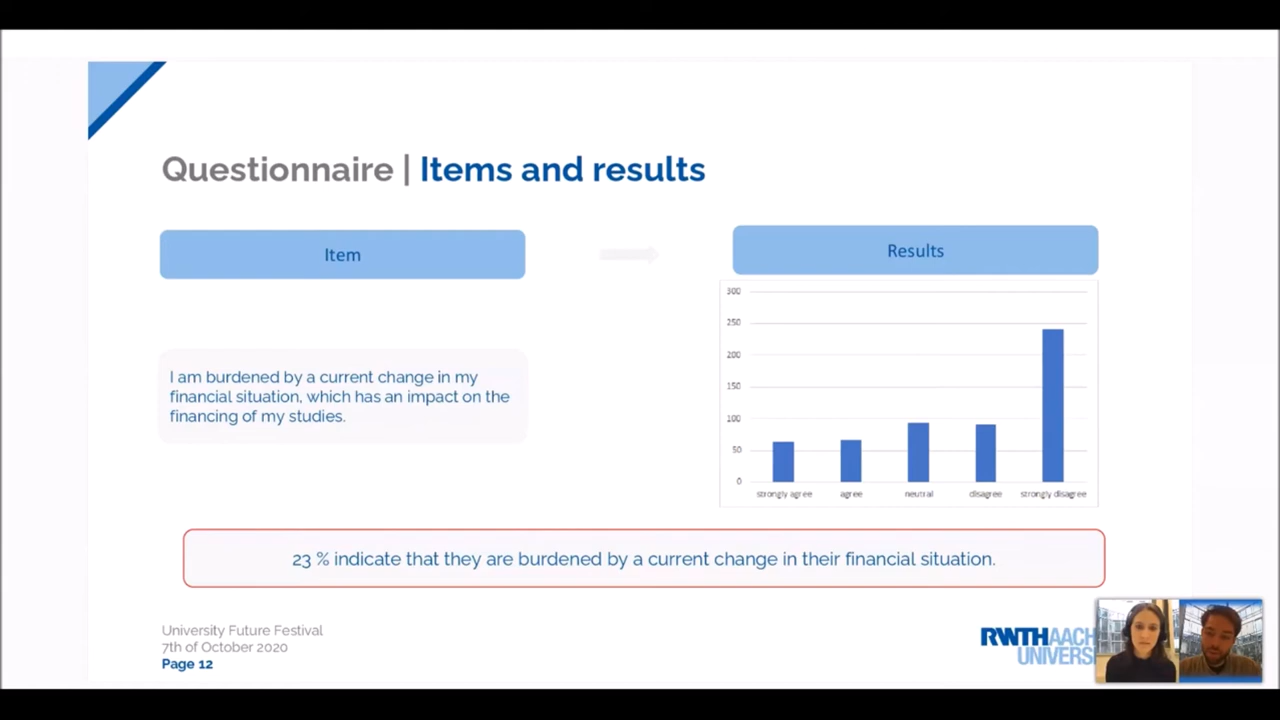 Questionnaire | Items and results
Item
Results
I am burdened by a current change in my
financial situation, which has an impact on the
financing of my studies.
300
250
200
150
100
50
0
strongly agree
agree
neutral
disagree
strongly disagree
23 % indicate that they are burdened by a current change in their financial situation.
University Future Festival
7th of October 2020
Page 12
RWTHAACH
UNIVERS